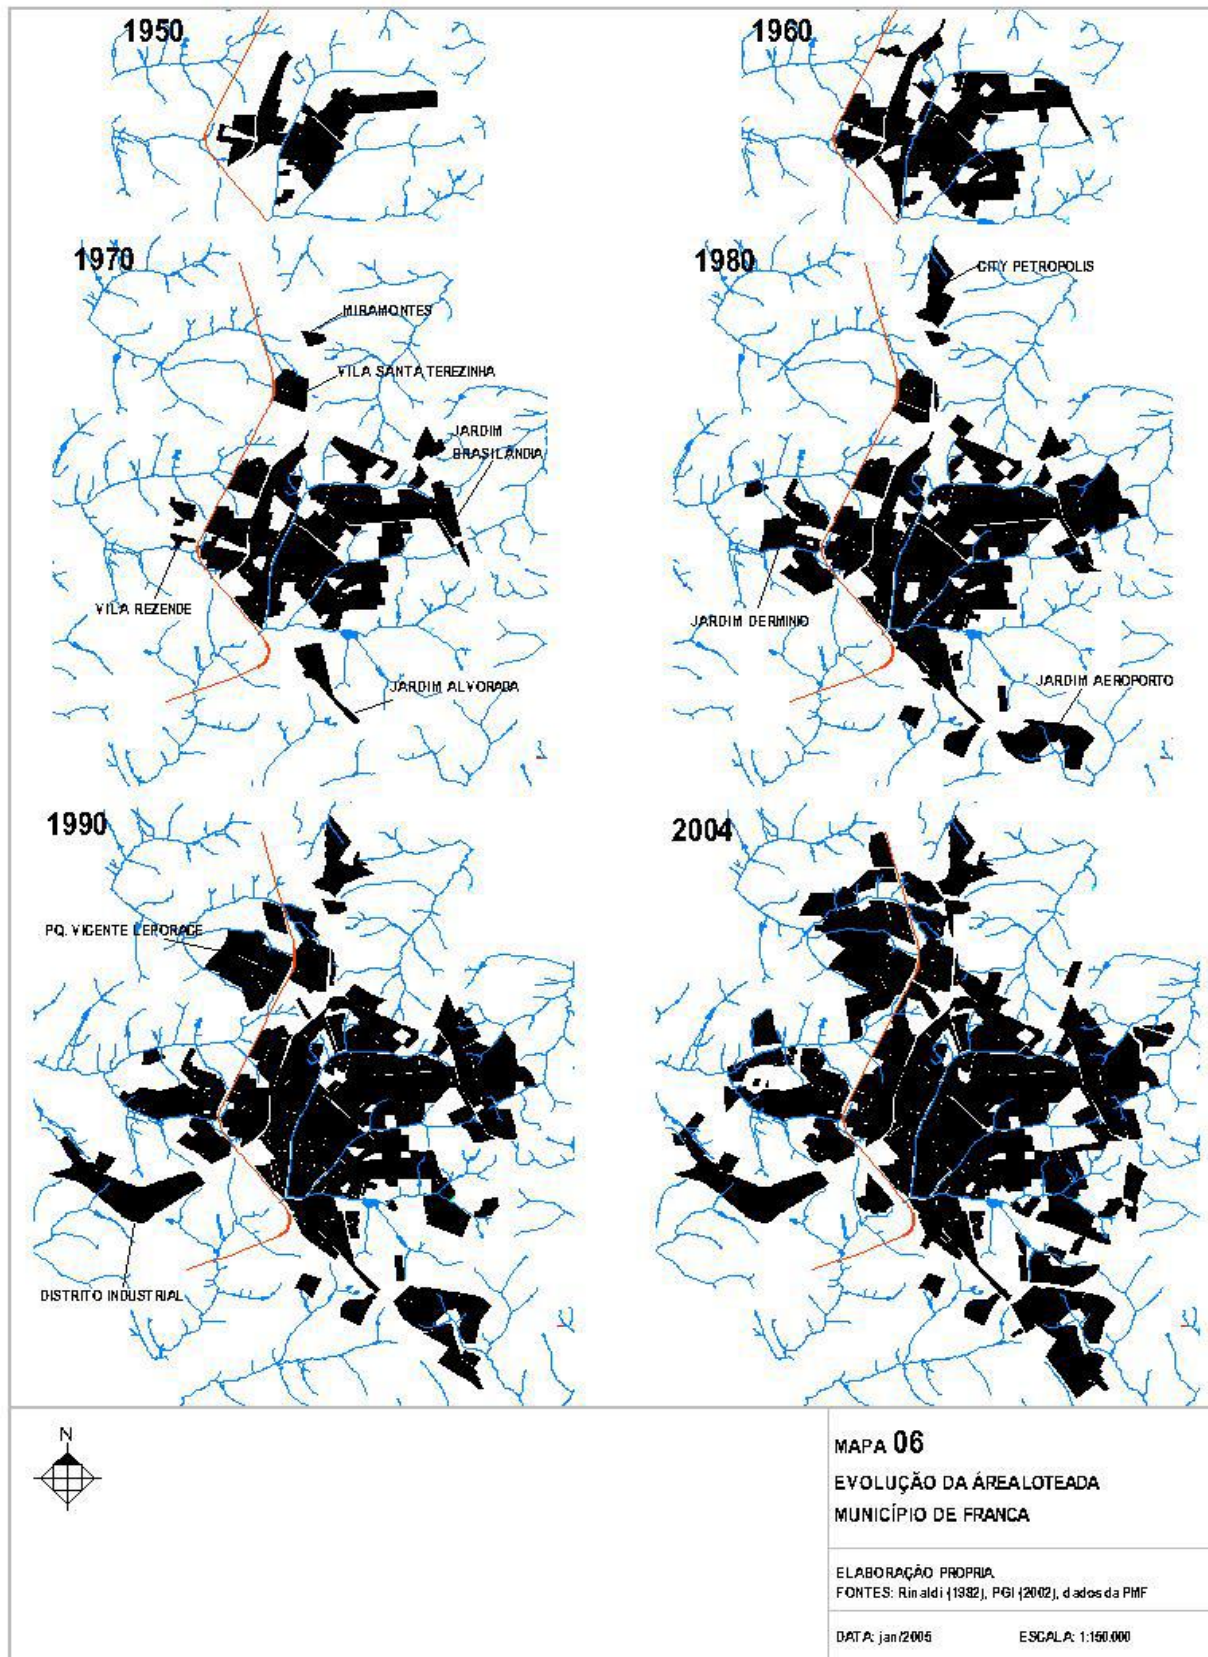 1950
1960
1970
MIRAMONTES
VILA SANTA TEREZINHA
JARDIM
BRASILANDIA
VILA REZENDE
JARDIM ALVORADA
1980
CITY PETROPOLIS
JARDIM DERMINIO
JARDIM AEROPORTO
1990
PQ. VICENTE LEPORACE
DISTRITO INDUSTRIAL
2004
N
MAPA 06
EVOLUÇÃO DA ÁREA LOTEADA
MUNICÍPIO DE FRANCA
ELABORAÇÃO PROPRIA
FONTES: Rinaldi (1982), PGI (2002), dados da PMF
DATA: jan/2005 ESCALA: 1:150.000